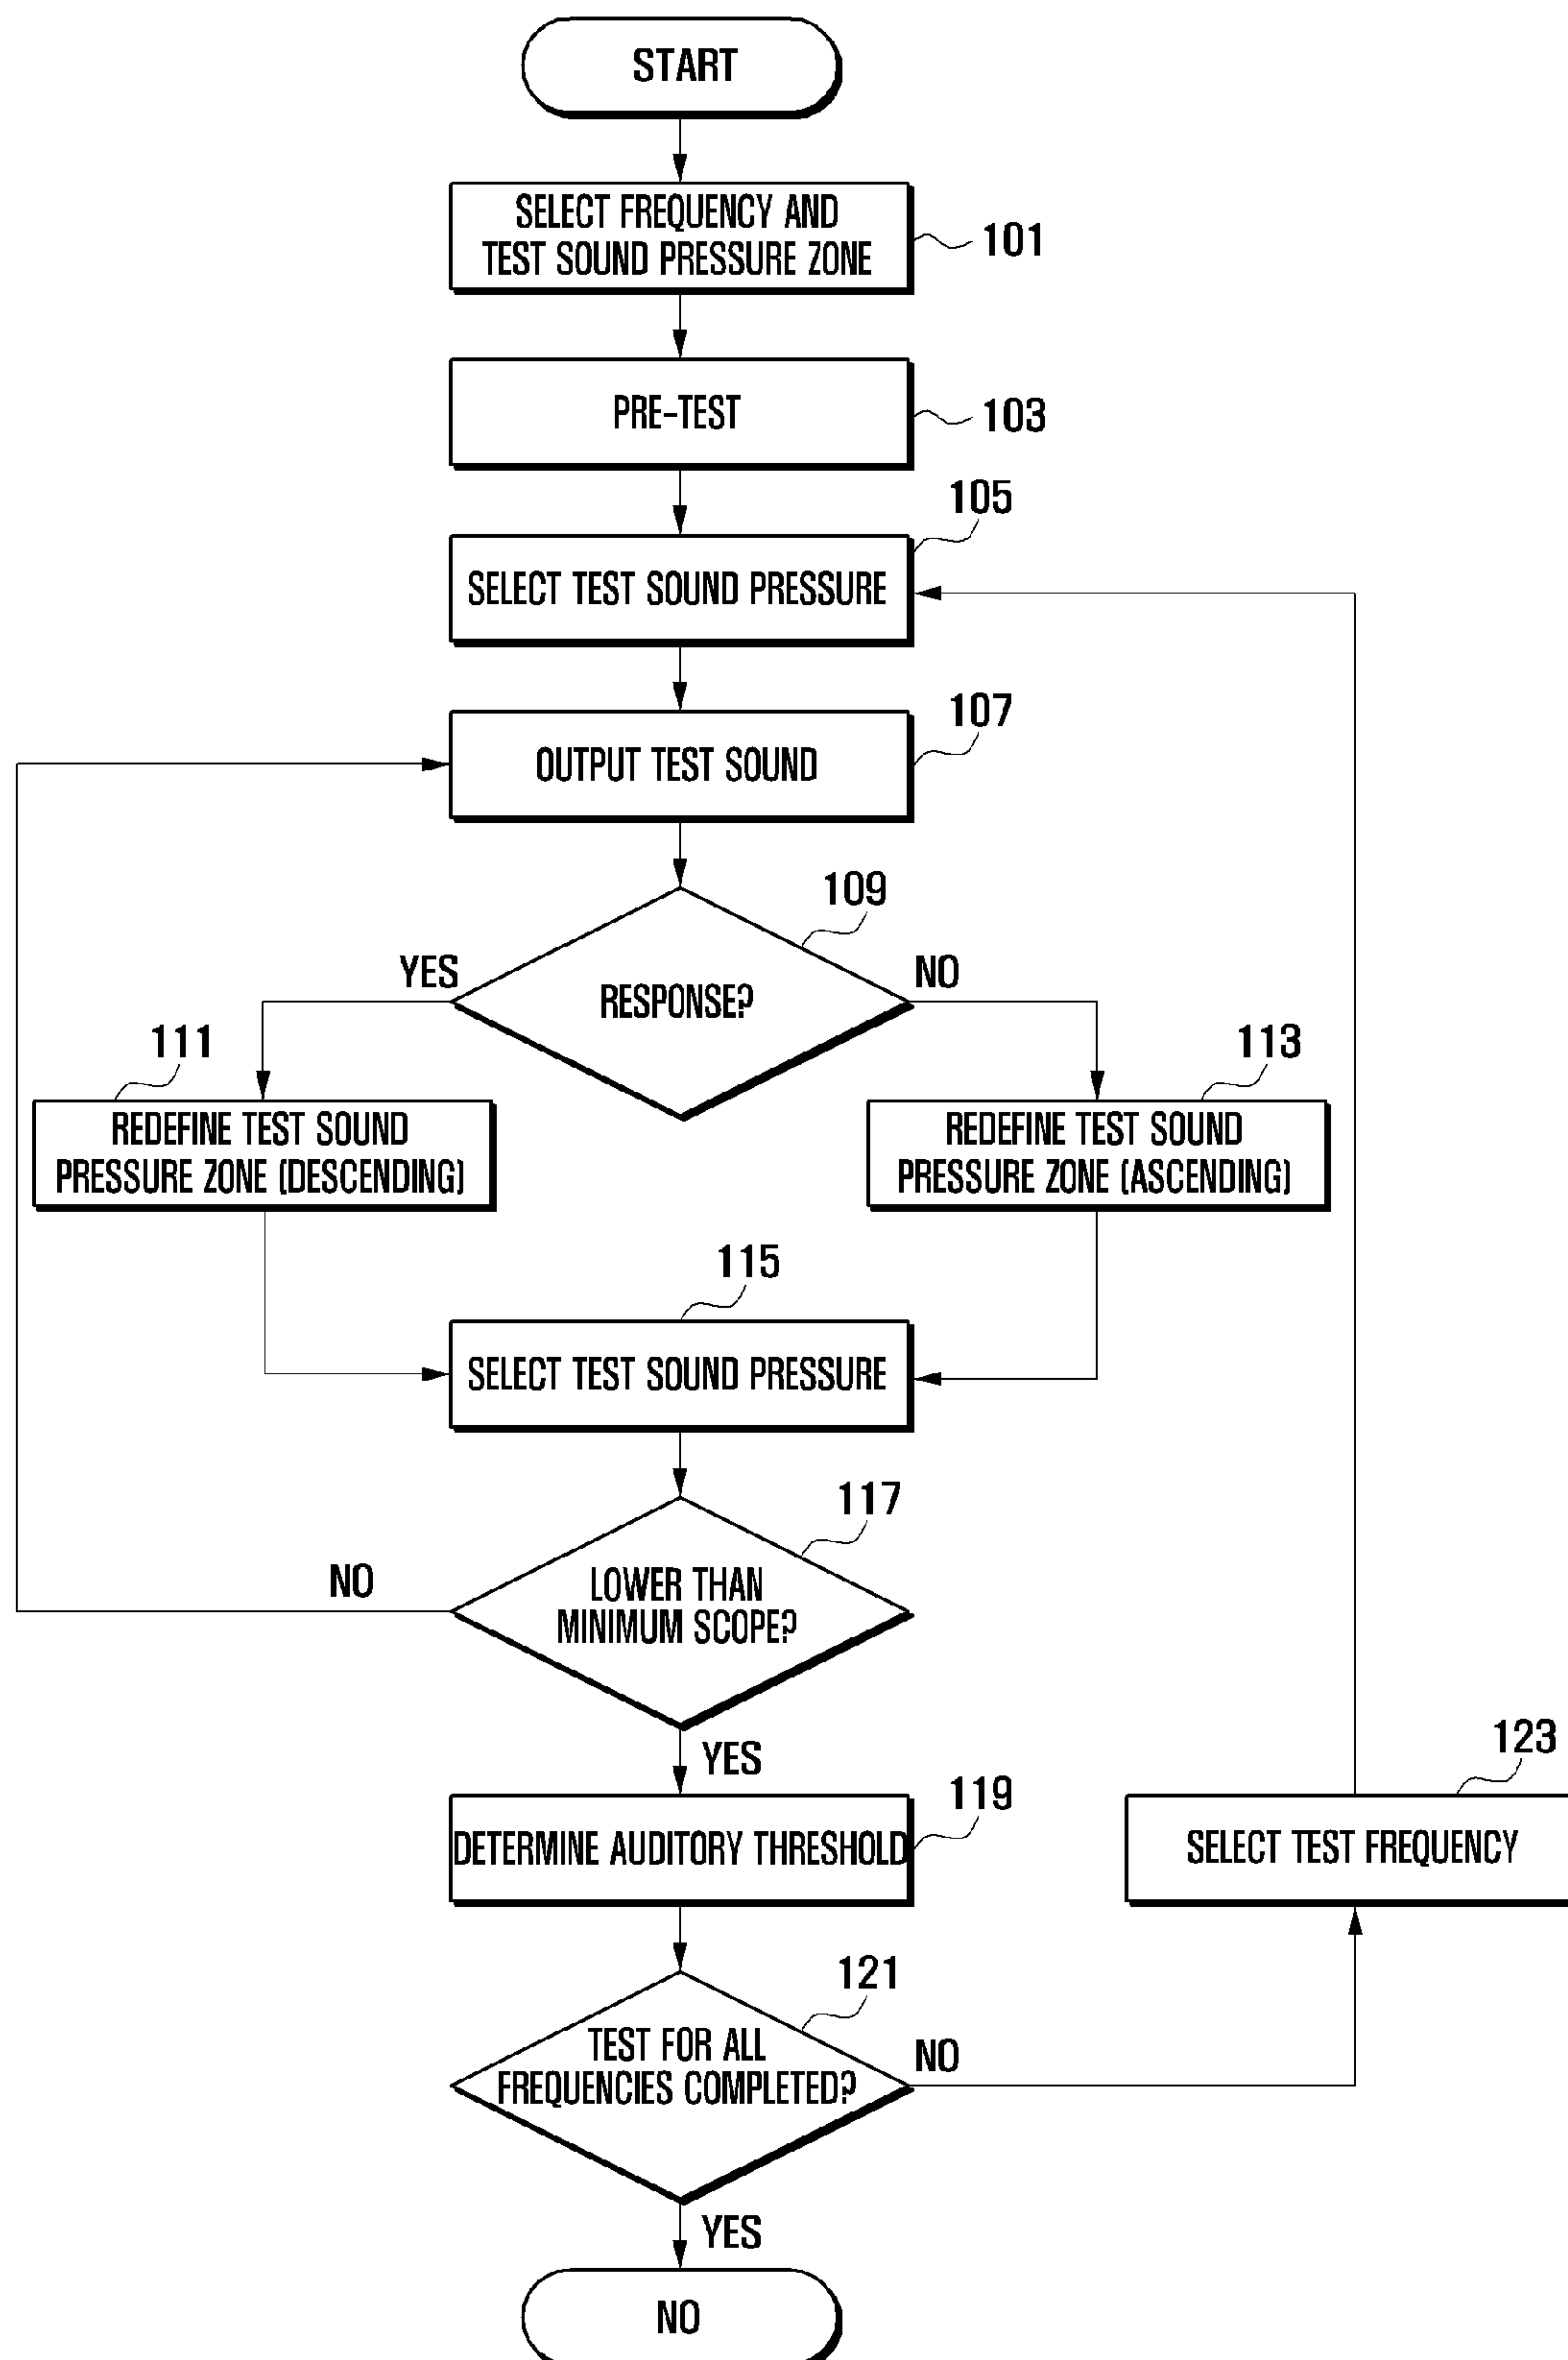 START
SELECT FREQUENCY AND
TEST SOUND PRESSURE ZONE
101
PRE-TEST
103
105
SELECT TEST SOUND PRESSURE
107
OUTPUT TEST SOUND
109
YES
RESPONSE?
NO
111
113
REDEFINE TEST SOUND
PRESSURE ZONE (DESCENDING)
REDEFINE TEST SOUND
PRESSURE ZONE (ASCENDING)
115
SELECT TEST SOUND PRESSURE
117
NO
LOWER THAN
MINIMUM SCOPE?
YES
119
123
DETERMINE AUDITORY THRESHOLD
SELECT TEST FREQUENCY
121
TEST FOR ALL
FREQUENCIES COMPLETED?
NO
YES
NO